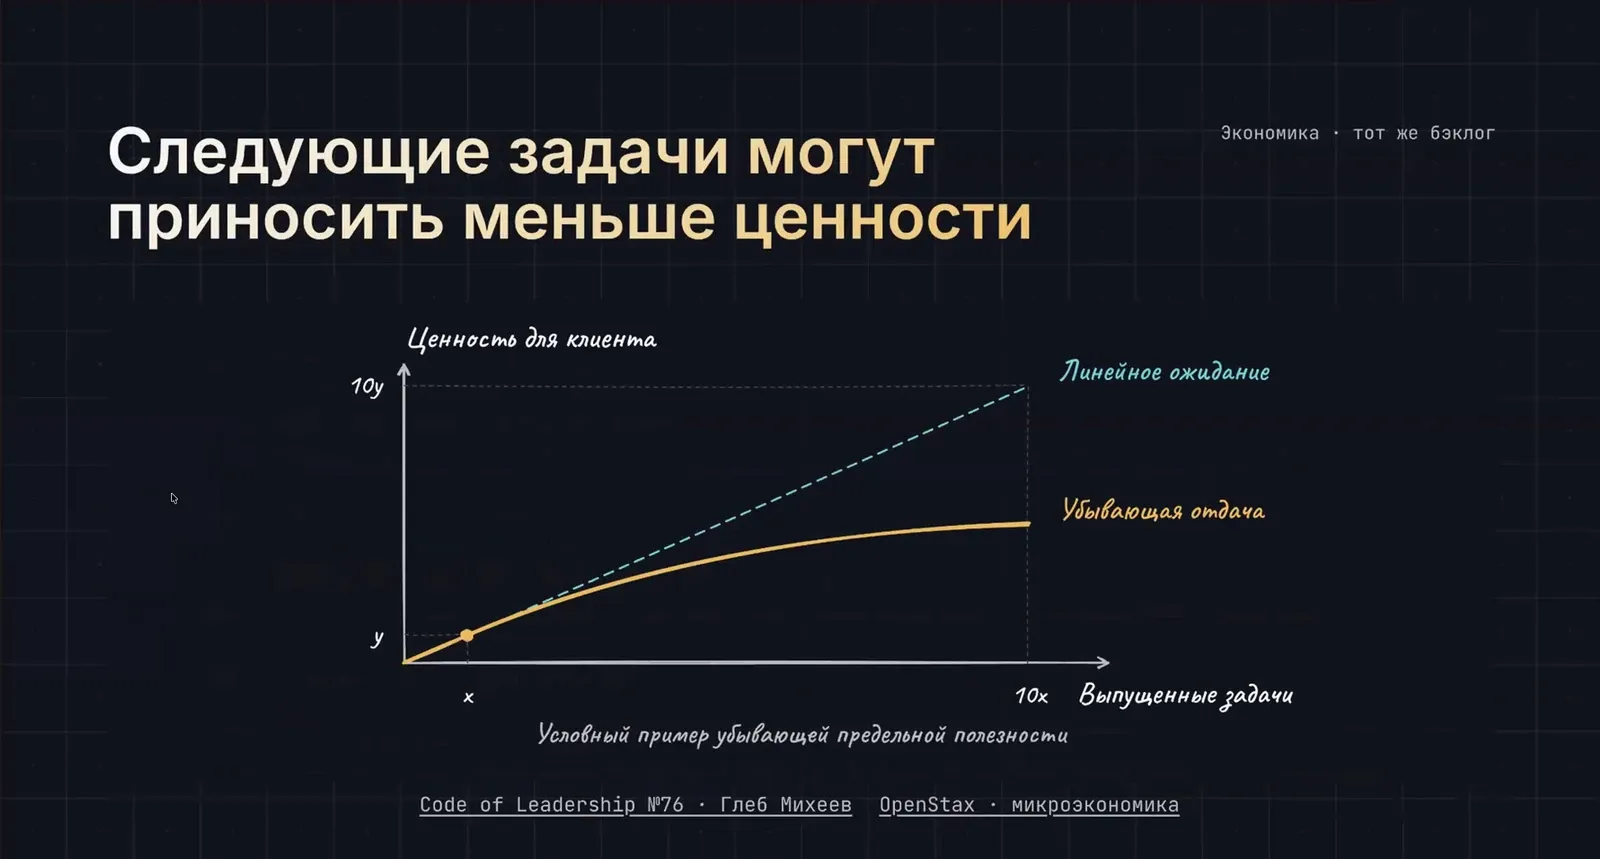 Экономика · тот же бэклог
Следующие задачи могут
приносить меньше ценности
Ценность для клиента
10y
Линейное ожидание
Убывающая отдача
y
x
10x
Выпущенные задачи
Условный пример убывающей предельной полезности
Code of Leadership №76 · Глеб Михеев
OpenStax · микроэкономика